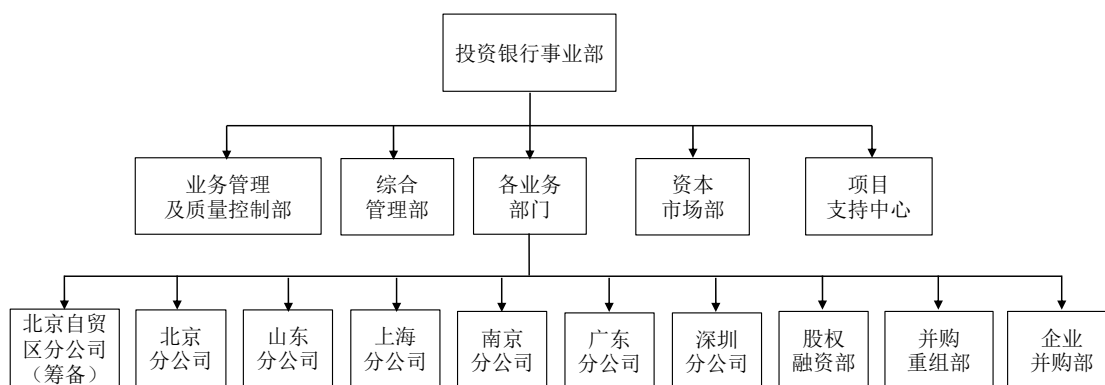 投资银行事业部
业务管理
及质量控制部
综合
管理部
各业务
部门
资本
市场部
项目
支持中心
北京自贸
区分公司
（筹备）
北京
分公司
山东
分公司
上海
分公司
南京
分公司
广东
分公司
深圳
分公司
股权
融资部
并购
重组部
企业
并购部